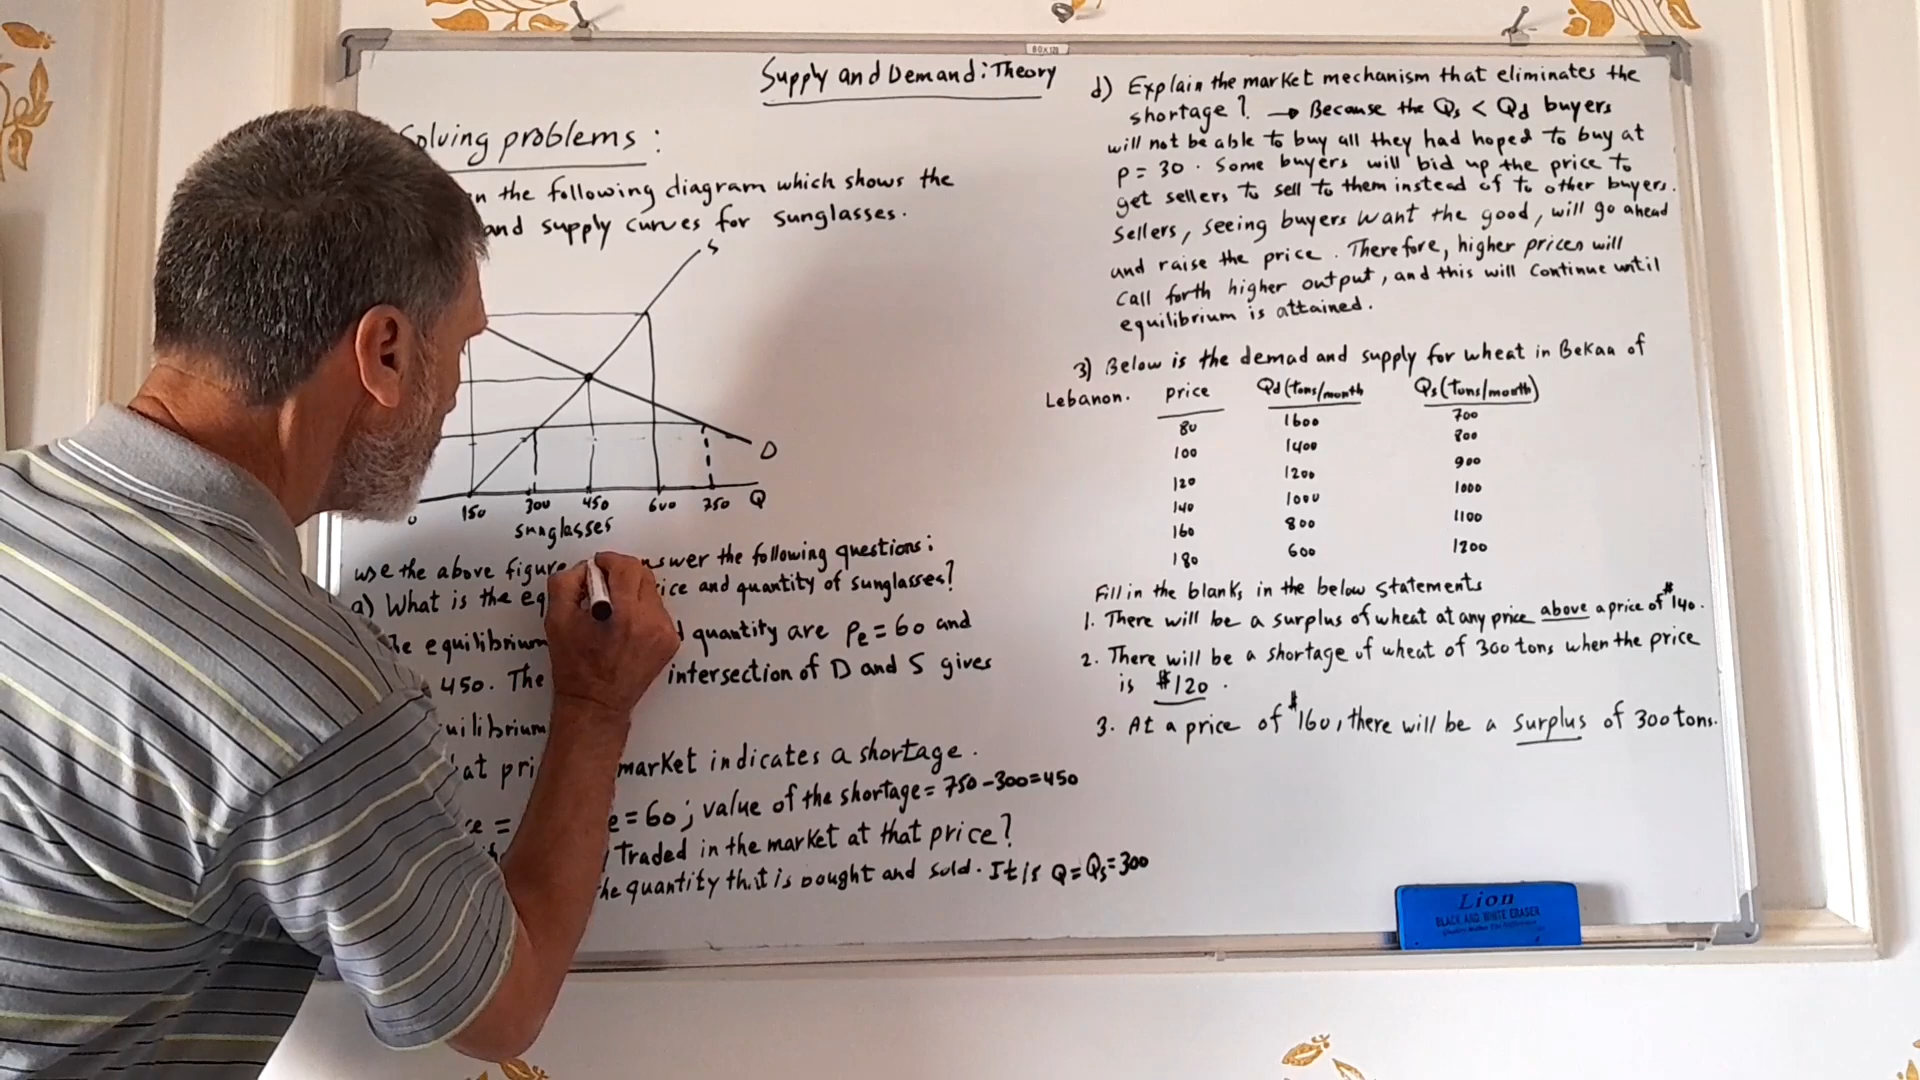 80X120
Supply and Demand: Theory
Solving problems:
n the following diagram which shows the
and supply curves for sunglasses.
S
D
150 300 450 600 750 Q
sunglasses
use the above figure nswer the following questions:
a) What is the eq ice and quantity of sunglasses?
he equilibrium quantity are Pe = 60 and
450. The intersection of D and S gives
uilibrium
at pri market indicates a shortage.
ce = e = 60; value of the shortage = 750 - 300 = 450
Traded in the market at that price?
he quantity that is bought and sold. It is Q = Qs = 300
d) Explain the market mechanism that eliminates the
shortage? → Because the Qs < Qd buyers
will not be able to buy all they had hoped to buy at
p = 30. Some buyers will bid up the price to
get sellers to sell to them instead of to other buyers.
Sellers, seeing buyers want the good, will go ahead
and raise the price. Therefore, higher prices will
call forth higher output, and this will continue until
equilibrium is attained.
3) Below is the demad and supply for wheat in Bekaa of
Lebanon. price Qd (tons/month Qs (tons/month)
80 1600 700
100 1400 800
120 1200 900
140 1000 1000
160 800 1100
180 600 1200
Fill in the blanks in the below statements
1. There will be a surplus of wheat at any price above a price of $140.
2. There will be a shortage of wheat of 300 tons when the price
is $120.
3. At a price of $160, there will be a surplus of 300 tons.
Lion
BLACK AND WHITE ERASER